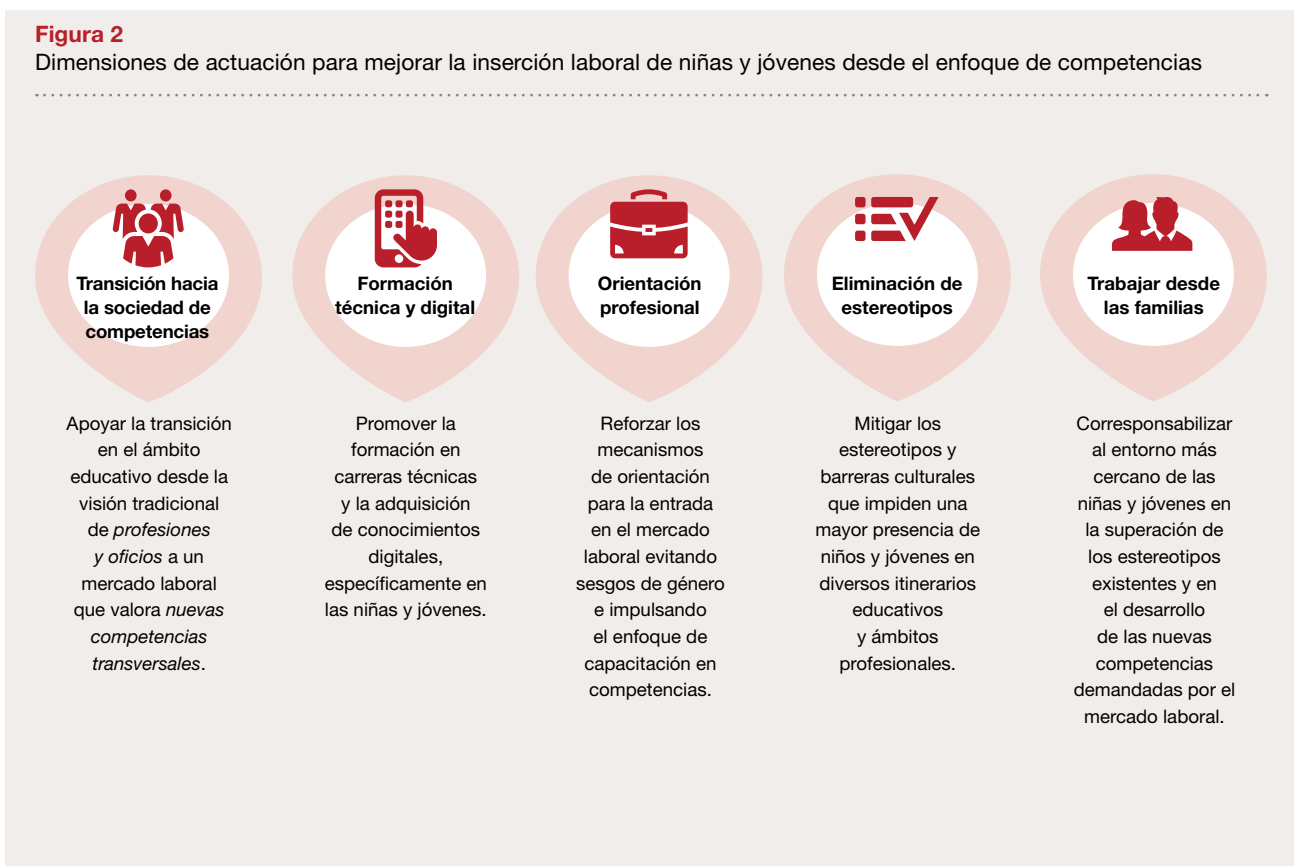 Figura 2
Dimensiones de actuación para mejorar la inserción laboral de niñas y jóvenes desde el enfoque de competencias
Transición hacia
la sociedad de
competencias
Apoyar la transición
en el ámbito
educativo desde la
visión tradicional
de profesiones
y oficios a un
mercado laboral
que valora nuevas
competencias
transversales.
Formación
técnica y digital
Promover la
formación en
carreras técnicas
y la adquisición
de conocimientos
digitales,
específicamente en
las niñas y jóvenes.
Orientación
profesional
Reforzar los
mecanismos
de orientación
para la entrada
en el mercado
laboral evitando
sesgos de género
e impulsando
el enfoque de
capacitación en
competencias.
Eliminación de
estereotipos
Mitigar los
estereotipos y
barreras culturales
que impiden una
mayor presencia de
niños y jóvenes en
diversos itinerarios
educativos
y ámbitos
profesionales.
Trabajar desde
las familias
Corresponsabilizar
al entorno más
cercano de las
niñas y jóvenes en
la superación de
los estereotipos
existentes y en
el desarrollo
de las nuevas
competencias
demandadas por el
mercado laboral.